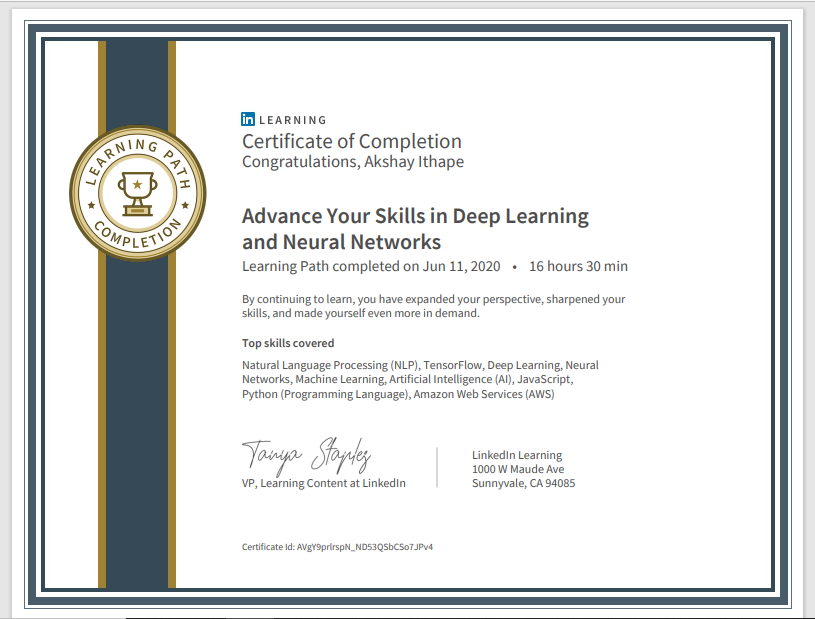 LEARNING PATH
COMPLETION
in LEARNING
Certificate of Completion
Congratulations, Akshay Ithape
Advance Your Skills in Deep Learning
and Neural Networks
Learning Path completed on Jun 11, 2020 • 16 hours 30 min
By continuing to learn, you have expanded your perspective, sharpened your
skills, and made yourself even more in demand.
Top skills covered
Natural Language Processing (NLP), TensorFlow, Deep Learning, Neural
Networks, Machine Learning, Artificial Intelligence (AI), JavaScript,
Python (Programming Language), Amazon Web Services (AWS)
Tanya Staples
VP, Learning Content at LinkedIn
LinkedIn Learning
1000 W Maude Ave
Sunnyvale, CA 94085
Certificate Id: AVgY9prlrspN_ND53QSbCSo7JPv4